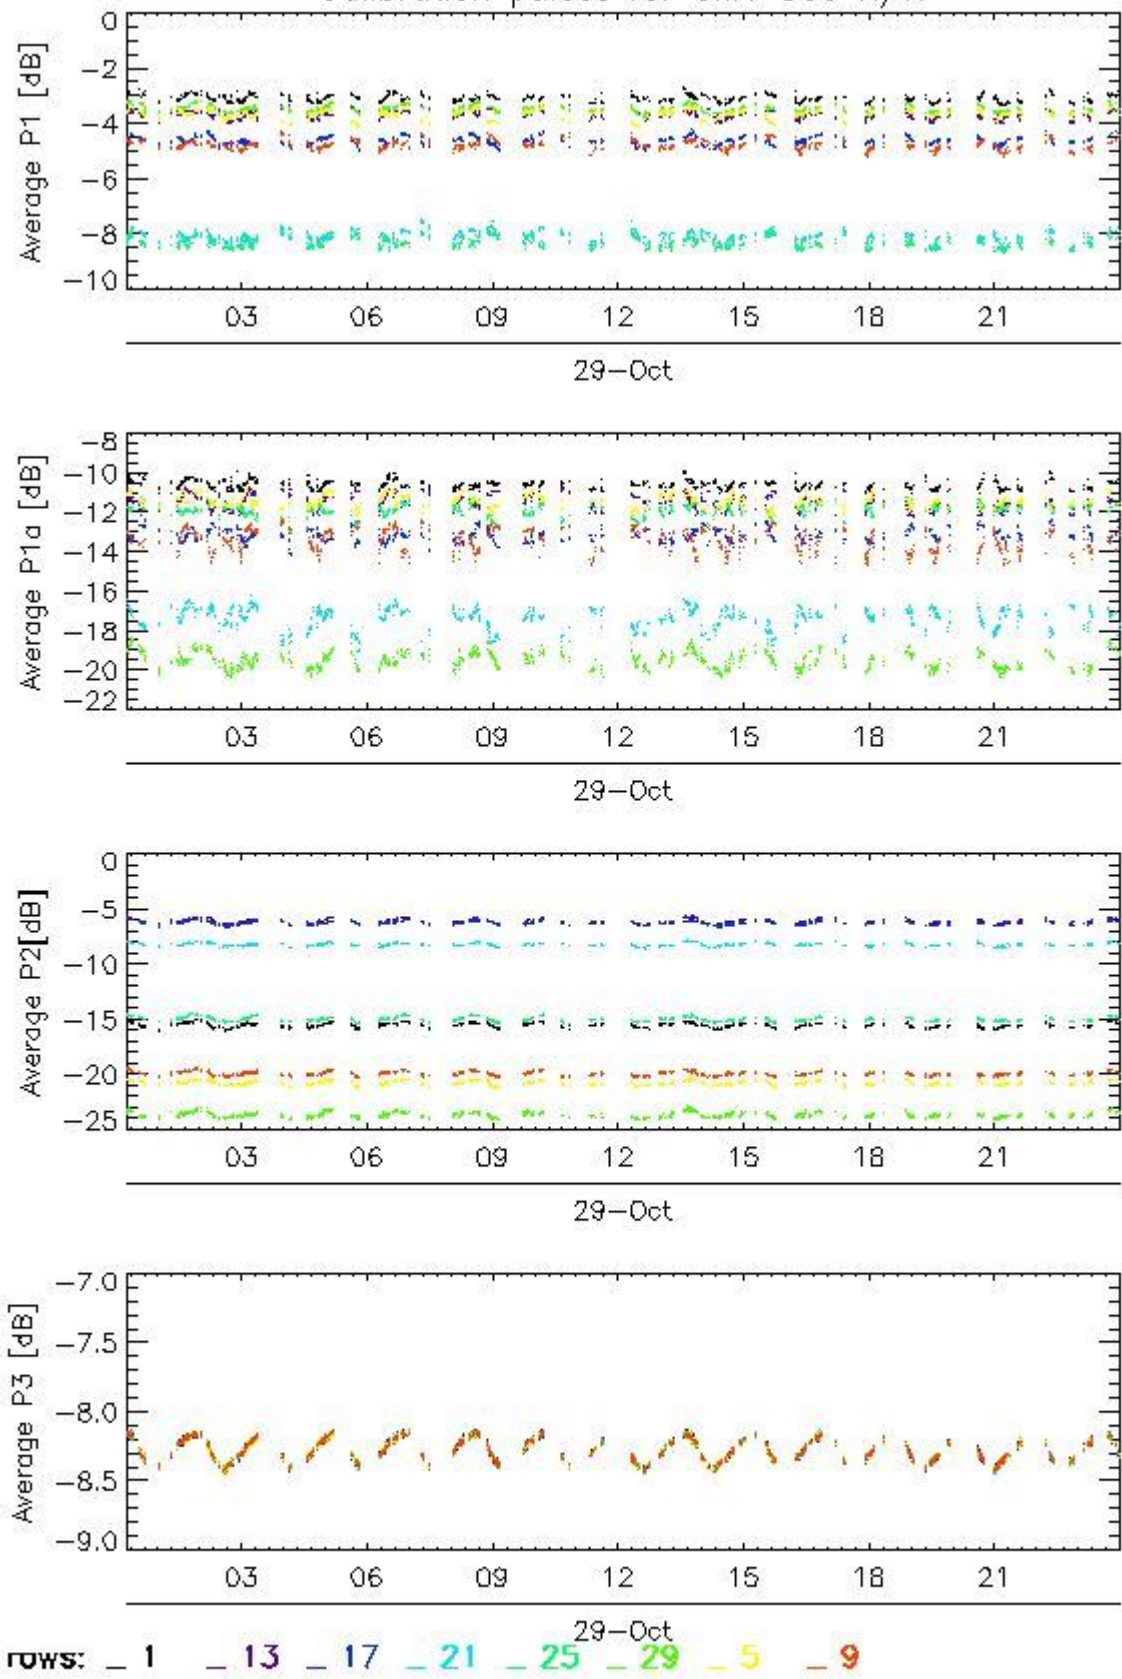 0
−2
−4
−6
−8
−10
Average P1 [dB]
03 06 09 12 15 18 21
29−Oct
−8
−10
−12
−14
−16
−18
−20
−22
Average P1a [dB]
03 06 09 12 15 18 21
29−Oct
0
−5
−10
−15
−20
−25
Average P2[dB]
03 06 09 12 15 18 21
29−Oct
−7.0
−7.5
−8.0
−8.5
−9.0
Average P3 [dB]
03 06 09 12 15 18 21
29−Oct
rows: _ 1 _ 13 _ 17 _ 21 _ 25 _ 29 _ 5 _ 9